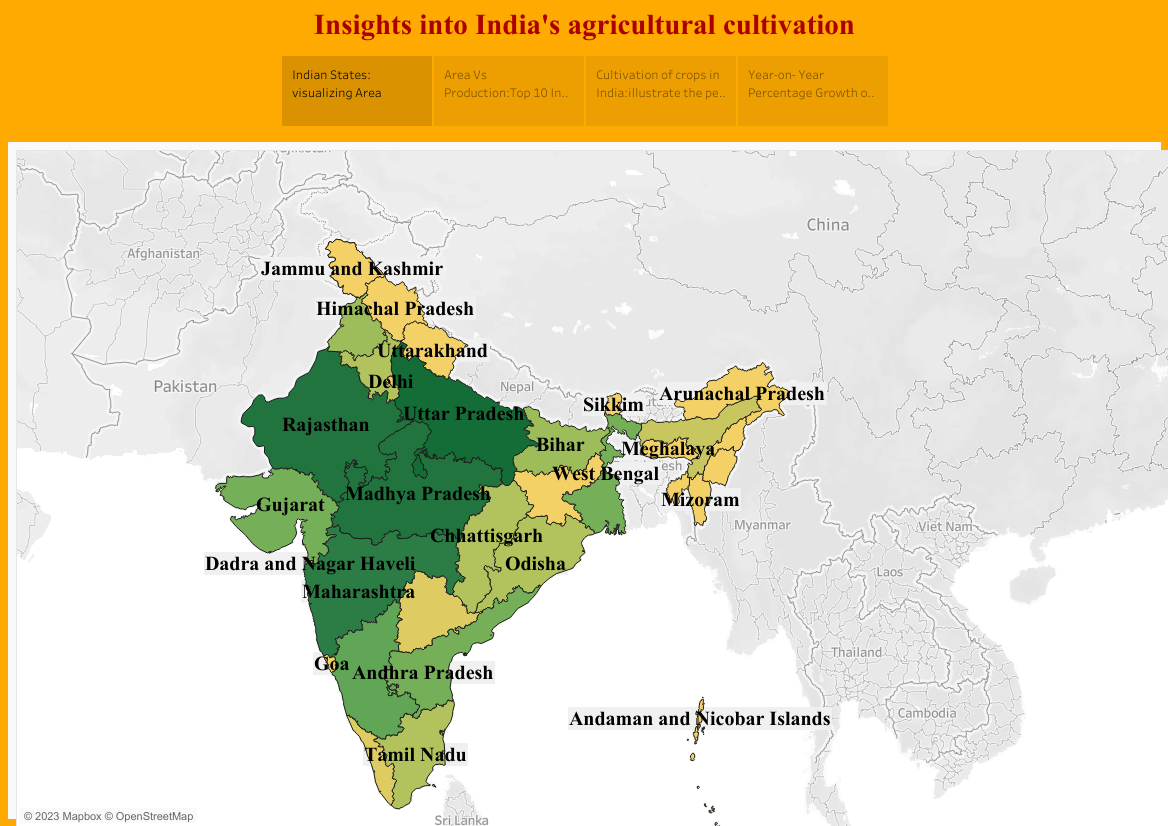 Insights into India's agricultural cultivation
Indian States:
visualizing Area
Area Vs
Production:Top 10 In..
Cultivation of crops in
India:illustrate the pe..
Year-on- Year
Percentage Growth o..
China
Afghanistan
Jammu and Kashmir
Himachal Pradesh
Uttarakhand
Pakistan
Delhi
Nepal
Arunachal Pradesh
Sikkim
Uttar Pradesh
Rajasthan
Bihar
Meghalaya
West Bengal
Madhya Pradesh
Mizoram
Gujarat
Myanmar
Viet Nam
Chhattisgarh
Dadra and Nagar Haveli
Odisha
Laos
Maharashtra
Thailand
Goa
Andhra Pradesh
Cambodia
Andaman and Nicobar Islands
Tamil Nadu
© 2023 Mapbox © OpenStreetMap
Sri Lanka